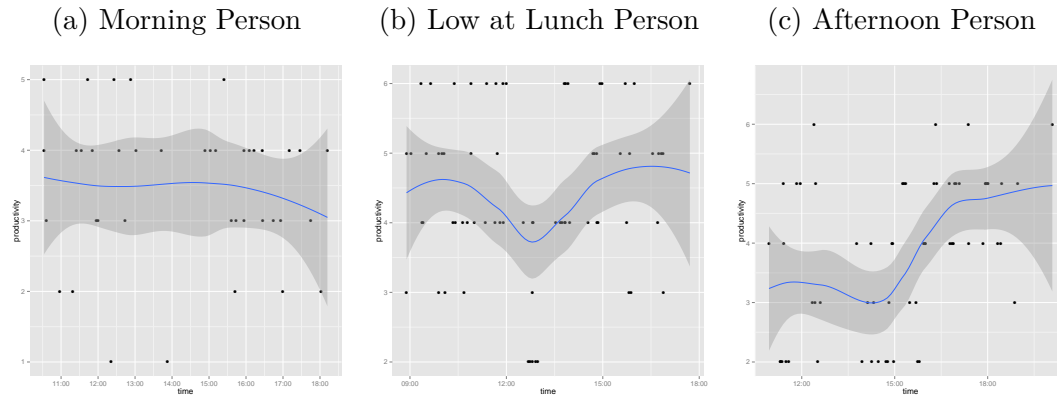 (a) Morning Person
(b) Low at Lunch Person
(c) Afternoon Person
5
4
3
2
1
productivity
11:00 12:00 13:00 14:00 15:00 16:00 17:00 18:00
time
6
5
4
3
2
productivity
09:00 12:00 15:00 18:00
time
6
5
4
3
2
productivity
12:00 15:00 18:00
time